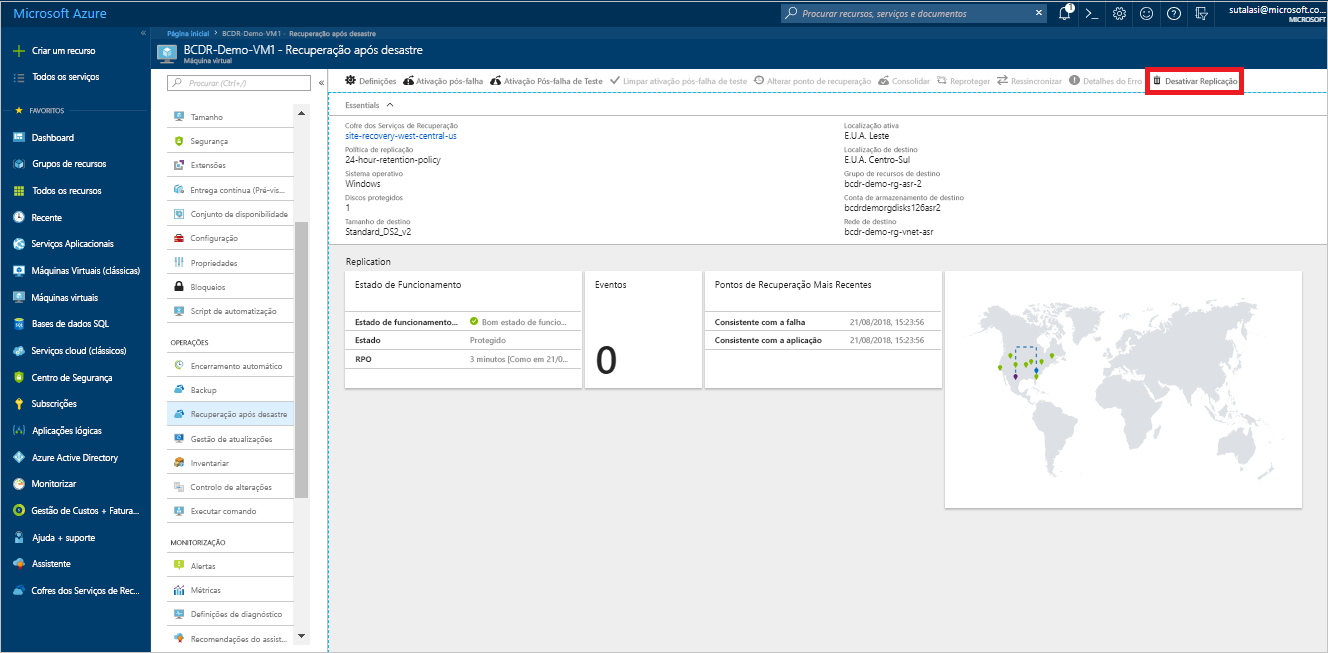 Microsoft Azure
Procurar recursos, serviços e documentos
1
sutalasi@microsoft.co...
MICROSOFT
Criar um recurso
Todos os serviços
FAVORITOS
Dashboard
Grupos de recursos
Todos os recursos
Recente
Serviços Aplicacionais
Máquinas Virtuais (clássicas)
Máquinas virtuais
Bases de dados SQL
Serviços cloud (clássicos)
Centro de Segurança
Subscrições
Aplicações lógicas
Azure Active Directory
Monitorizar
Gestão de Custos + Fatura...
Ajuda + suporte
Assistente
Cofres dos Serviços de Rec...
Página inicial > BCDR-Demo-VM1 - Recuperação após desastre
BCDR-Demo-VM1 - Recuperação após desastre
Máquina virtual
Procurar (Ctrl+/)
Tamanho
Segurança
Extensões
Entrega contínua (Pré-vis...
Conjunto de disponibilidade
Configuração
Propriedades
Bloqueios
Script de automatização
OPERAÇÕES
Encerramento automático
Backup
Recuperação após desastre
Gestão de atualizações
Inventariar
Controlo de alterações
Executar comando
MONITORIZAÇÃO
Alertas
Métricas
Definições de diagnóstico
Recomendações do assist...
Definições
Ativação pós-falha
Ativação Pós-falha de Teste
Limpar ativação pós-falha de teste
Alterar ponto de recuperação
Consolidar
Reproteger
Ressincronizar
Detalhes do Erro
Desativar Replicação
Essentials
Cofre dos Serviços de Recuperação
site-recovery-west-central-us
Política de replicação
24-hour-retention-policy
Sistema operativo
Windows
Discos protegidos
1
Tamanho de destino
Standard_DS2_v2
Localização ativa
E.U.A. Leste
Localização de destino
E.U.A. Centro-Sul
Grupo de recursos de destino
bcdr-demo-rg-asr-2
Conta de armazenamento de destino
bcdrdemorgdisks126asr2
Rede de destino
bcdr-demo-rg-vnet-asr
Replication
Estado de Funcionamento
Estado de funcionamento... Bom estado de funcio...
Estado Protegido
RPO 3 minutos [Como em 21/0...
Eventos
0
Pontos de Recuperação Mais Recentes
Consistente com a falha 21/08/2018, 15:23:56
Consistente com a aplicação 21/08/2018, 15:23:56